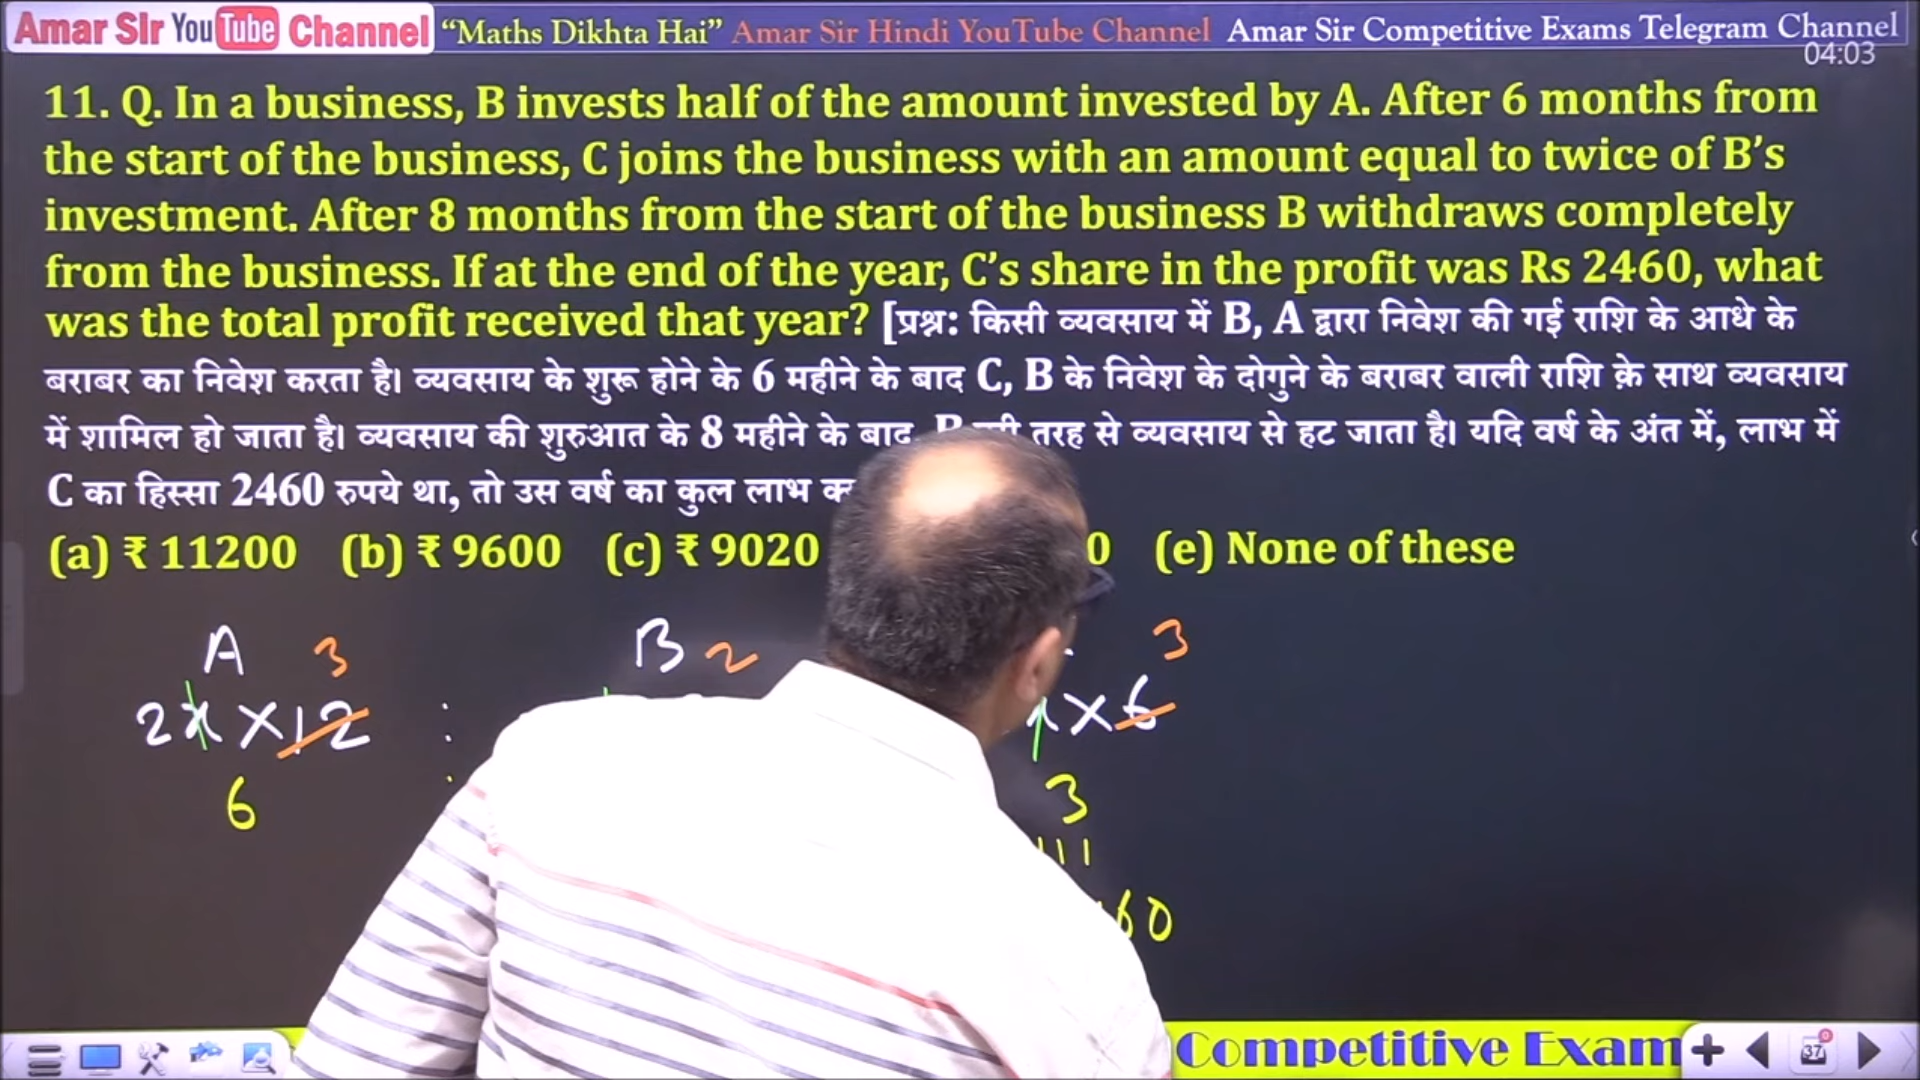 Amar Sir YouTube Channel "Maths Dikhta Hai" Amar Sir Hindi YouTube Channel Amar Sir Competitive Exams Telegram Channel
04:03
11. Q. In a business, B invests half of the amount invested by A. After 6 months from
the start of the business, C joins the business with an amount equal to twice of B's
investment. After 8 months from the start of the business B withdraws completely
from the business. If at the end of the year, C's share in the profit was Rs 2460, what
was the total profit received that year? [प्रश्न: किसी व्यवसाय में B, A द्वारा निवेश की गई राशि के आधे के
बराबर का निवेश करता है। व्यवसाय के शुरू होने के 6 महीने के बाद C, B के निवेश के दोगुने के बराबर वाली राशि क़े साथ व्यवसाय
में शामिल हो जाता है। व्यवसाय की शुरुआत के 8 महीने के बाद तरह से व्यवसाय से हट जाता है। यदि वर्ष के अंत में, लाभ में
C का हिस्सा 2460 रुपये था, तो उस वर्ष का कुल लाभ
(a) ₹ 11200 (b) ₹ 9600 (c) ₹ 9020 0 (e) None of these
A 3 B 2 3
2x × 12 : x × 6
6 : 3
60
Competitive Exam
37